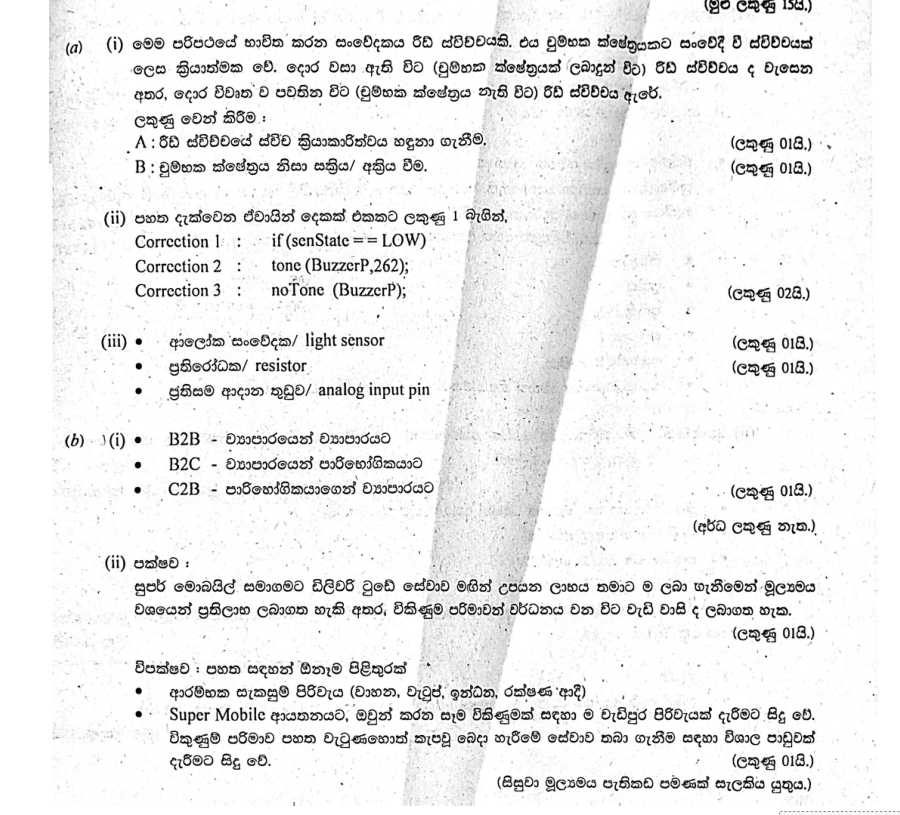 (මුළු ලකුණු 15යි.)
(a) (i) මෙම පරිපථයේ භාවිත කරන සංවේදකය රීඩ් ස්විච්චයකි. එය චුම්භක ක්ෂේත්‍රයකට සංවේදී වී ස්විච්චයක්
ලෙස ක්‍රියාත්මක වේ. දොර වසා ඇති විට (චුම්භක ක්ෂේත්‍රයක් ලබාදුන් විට) රීඩ් ස්විච්චය ද වැසෙන
අතර, දොර විවෘත ව පවතින විට (චුම්භක ක්ෂේත්‍රය නැති විට) රීඩ් ස්විච්චය ඇරේ.
ලකුණු වෙන් කිරීම :
A : රීඩ් ස්විච්චයේ ස්විච ක්‍රියාකාරිත්වය හඳුනා ගැනීම. (ලකුණු 01යි.)
B : චුම්භක ක්ෂේත්‍රය නිසා සක්‍රිය/ අක්‍රිය වීම. (ලකුණු 01යි.)
(ii) පහත දැක්වෙන ඒවායින් දෙකක් එකකට ලකුණු 1 බැගින්,
Correction 1 : if (senState = = LOW)
Correction 2 : tone (BuzzerP,262);
Correction 3 : noTone (BuzzerP); (ලකුණු 02යි.)
(iii) • ආලෝක සංවේදක/ light sensor (ලකුණු 01යි.)
• ප්‍රතිරෝධක/ resistor (ලකුණු 01යි.)
• ප්‍රතිසම ආදාන තුඩුව/ analog input pin
(b) (i) • B2B - ව්‍යාපාරයෙන් ව්‍යාපාරයට
• B2C - ව්‍යාපාරයෙන් පාරිභෝගිකයාට
• C2B - පාරිභෝගිකයාගෙන් ව්‍යාපාරයට (ලකුණු 01යි.)
(අර්ධ ලකුණු නැත.)
(ii) පක්ෂව :
සුපර් මොබයිල් සමාගමට ඩිලිවරි ටුඩේ සේවාව මඟින් උපයන ලාභය තමාට ම ලබා ගැනීමෙන් මූල්‍යමය
වශයෙන් ප්‍රතිලාභ ලබාගත හැකි අතර, විකිණුම් පරිමාවන් වර්ධනය වන විට වැඩි වාසි ද ලබාගත හැක.
(ලකුණු 01යි.)
විපක්ෂව : පහත සඳහන් ඕනෑම පිළිතුරක්
• ආරම්භක සැකසුම් පිරිවැය (වාහන, වැටුප්, ඉන්ධන, රක්ෂණ ආදී)
• Super Mobile ආයතනයට, ඔවුන් කරන සෑම විකිණුමක් සඳහා ම වැඩිපුර පිරිවැයක් දැරීමට සිදු වේ.
විකුණුම් පරිමාව පහත වැටුණහොත් කැපවූ බෙදා හැරීමේ සේවාව තබා ගැනීම සඳහා විශාල පාඩුවක්
දැරීමට සිදු වේ. (ලකුණු 01යි.)
(සිසුවා මූල්‍යමය පැතිකඩ පමණක් සැලකිය යුතුය.)